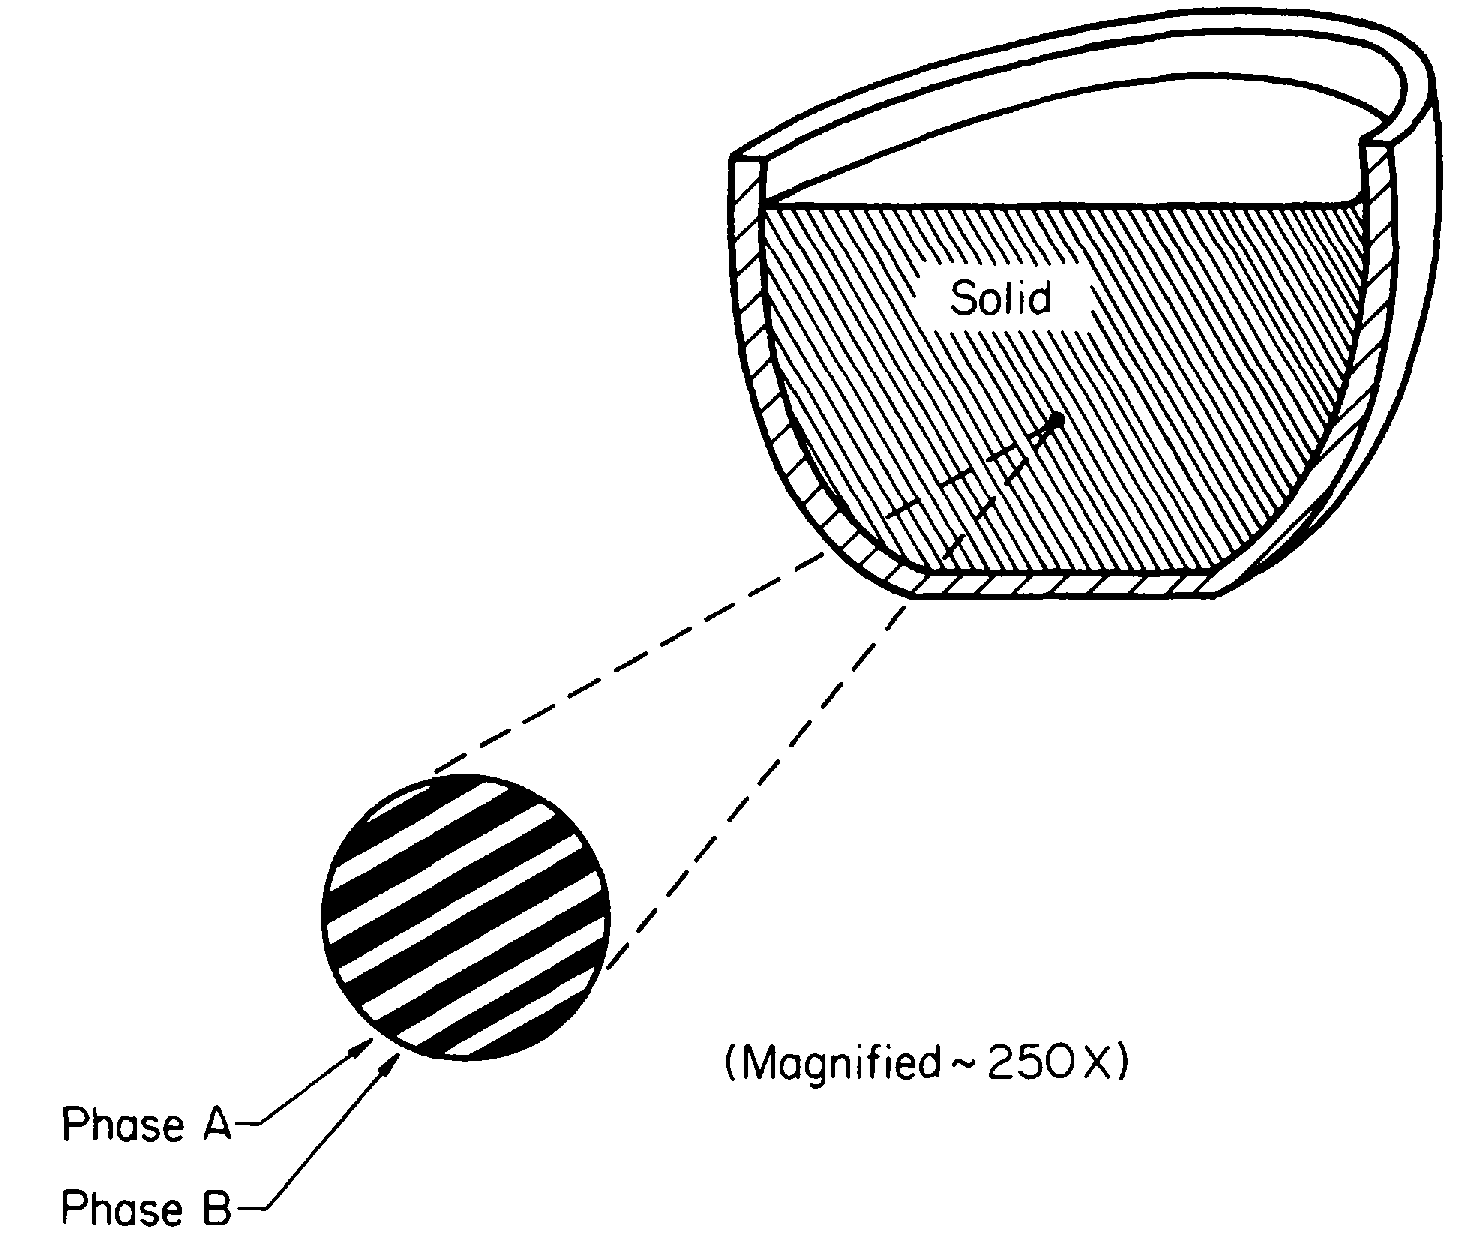 Solid
(Magnified ~ 250X)
Phase A
Phase B